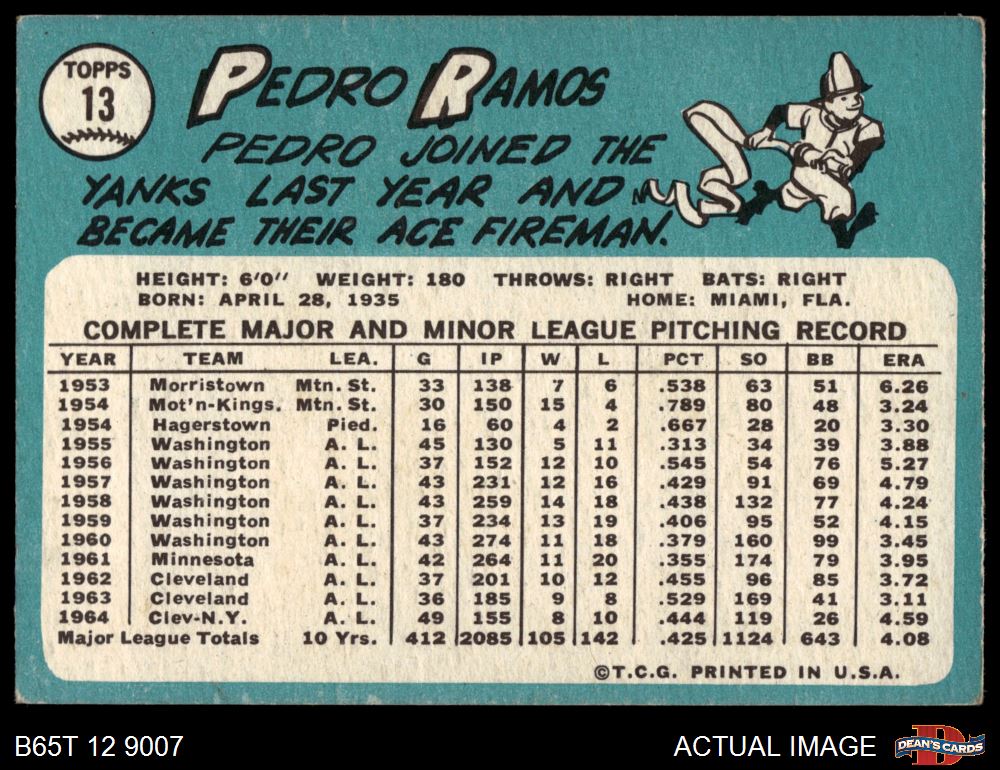 TOPPS
13
PEDRO RAMOS
PEDRO JOINED THE
YANKS LAST YEAR AND
BECAME THEIR ACE FIREMAN.
HEIGHT: 6'0" WEIGHT: 180 THROWS: RIGHT BATS: RIGHT
BORN: APRIL 28, 1935 HOME: MIAMI, FLA.
COMPLETE MAJOR AND MINOR LEAGUE PITCHING RECORD
YEAR TEAM LEA. G IP W L PCT SO BB ERA
1953 Morristown Mtn. St. 33 138 7 6 .538 63 51 6.26
1954 Mot'n-Kings. Mtn. St. 30 150 15 4 .789 80 48 3.24
1954 Hagerstown Pied. 16 60 4 2 .667 28 20 3.30
1955 Washington A. L. 45 130 5 11 .313 34 39 3.88
1956 Washington A. L. 37 152 12 10 .545 54 76 5.27
1957 Washington A. L. 43 231 12 16 .429 91 69 4.79
1958 Washington A. L. 43 259 14 18 .438 132 77 4.24
1959 Washington A. L. 37 234 13 19 .406 95 52 4.15
1960 Washington A. L. 43 274 11 18 .379 160 99 3.45
1961 Minnesota A. L. 42 264 11 20 .355 174 79 3.95
1962 Cleveland A. L. 37 201 10 12 .455 96 85 3.72
1963 Cleveland A. L. 36 185 9 8 .529 169 41 3.11
1964 Clev-N.Y. A. L. 49 155 8 10 .444 119 26 4.59
Major League Totals 10 Yrs. 412 2085 105 142 .425 1124 643 4.08
©T.C.G. PRINTED IN U.S.A.
B65T 12 9007 ACTUAL IMAGE D DEAN'S CARDS